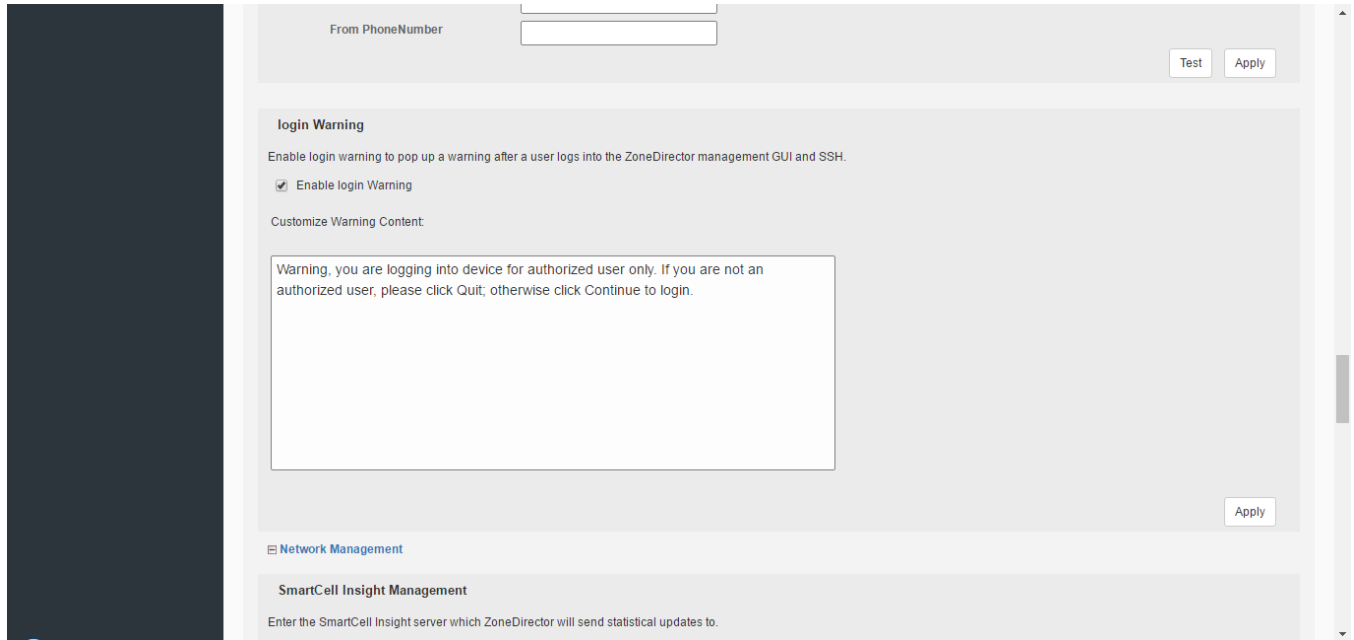 From PhoneNumber
Test Apply
login Warning
Enable login warning to pop up a warning after a user logs into the ZoneDirector management GUI and SSH.
Enable login Warning
Customize Warning Content:
Warning, you are logging into device for authorized user only. If you are not an
authorized user, please click Quit; otherwise click Continue to login.
Apply
Network Management
SmartCell Insight Management
Enter the SmartCell Insight server which ZoneDirector will send statistical updates to.